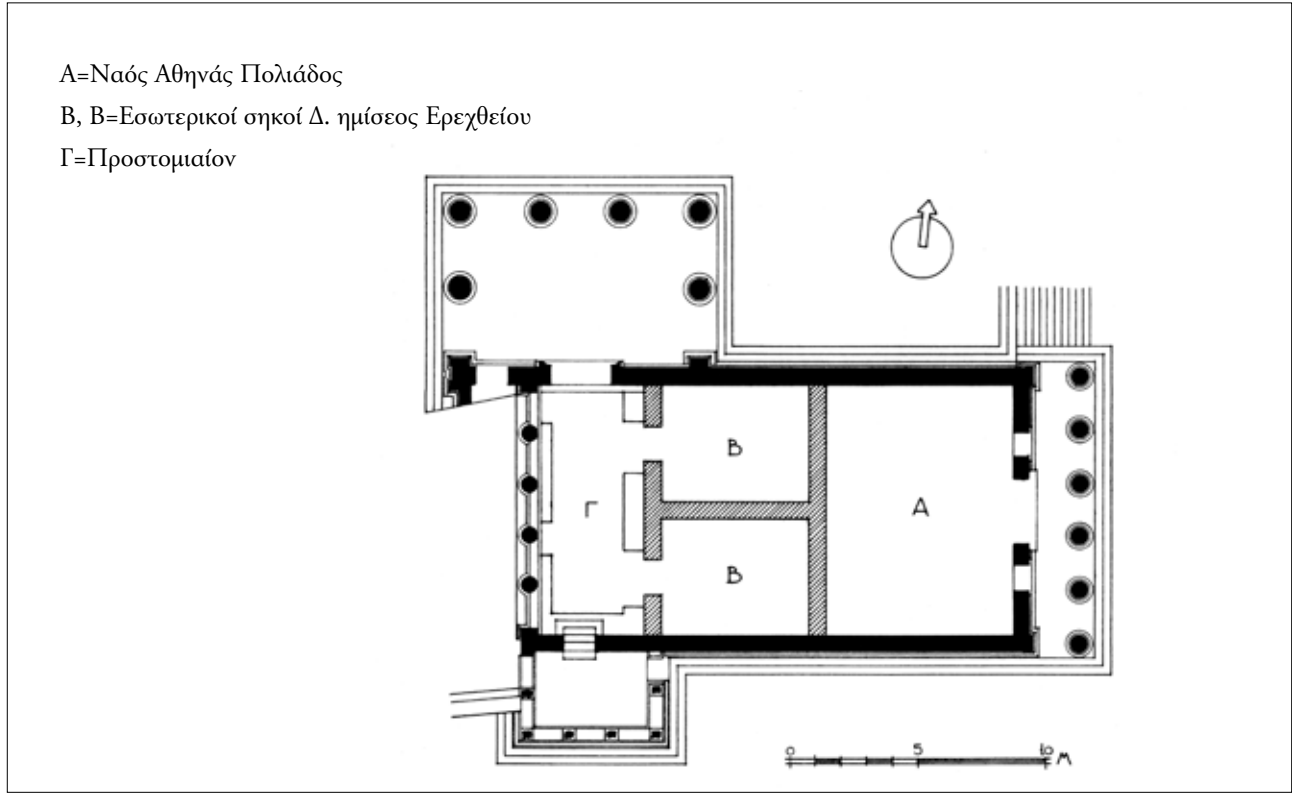 Α=Ναός Αθηνάς Πολιάδος
Β, Β=Εσωτερικοί σηκοί Δ. ημίσεος Ερεχθείου
Γ=Προστομιαίον
Β
Γ
Α
Β
0 5 10 Μ